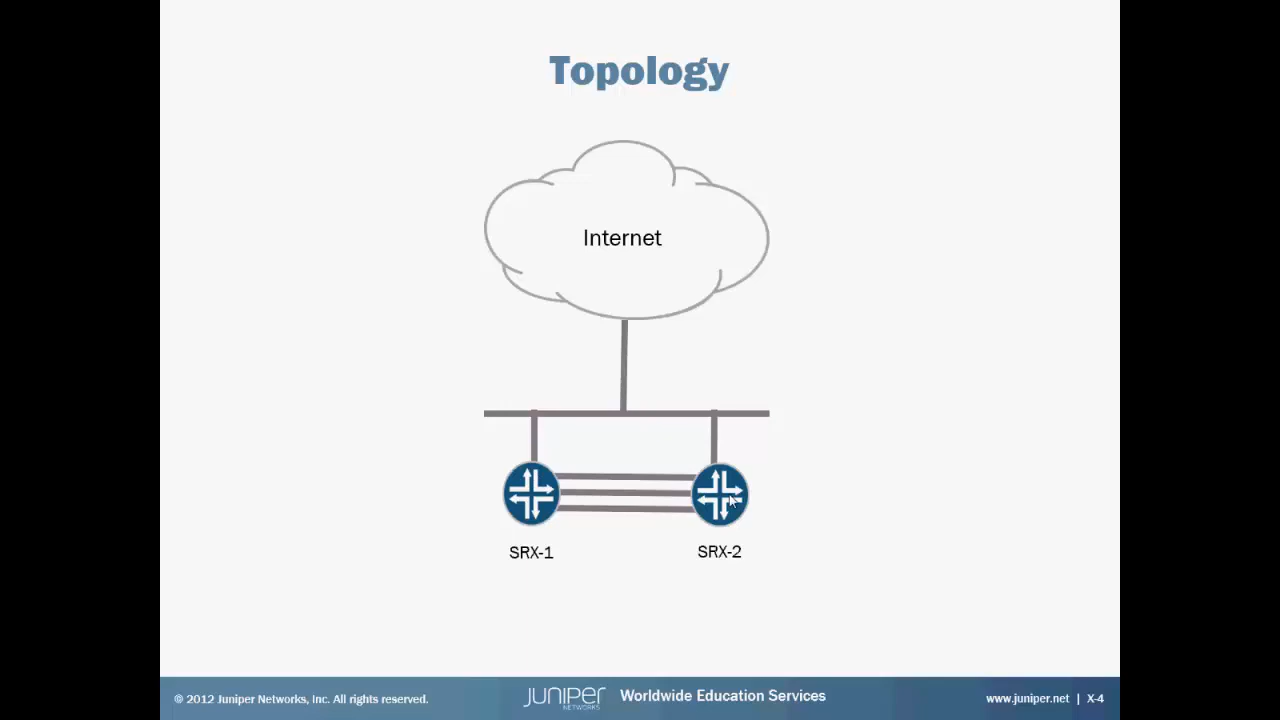 Topology
Internet
SRX-1
SRX-2
© 2012 Juniper Networks, Inc. All rights reserved.
JUNIPER
NETWORKS
Worldwide Education Services
www.juniper.net | X-4